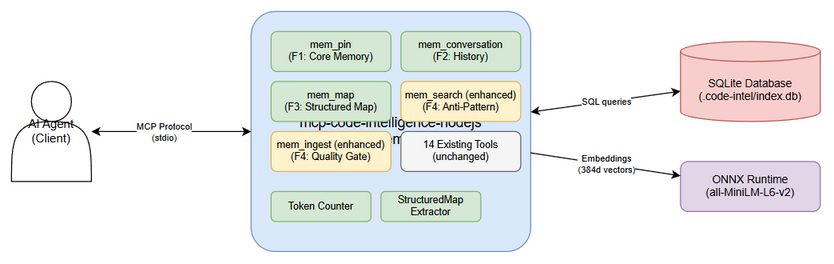 AI Agent
(Client)
MCP Protocol
(stdio)
mem_pin
(F1: Core Memory)
mem_conversation
(F2: History)
mem_map
(F3: Structured Map)
mem_search (enhanced)
(F4: Anti-Pattern)
mcp-code-intelligence-nodejs
mem_ingest (enhanced)
(F4: Quality Gate)
14 Existing Tools
(unchanged)
Token Counter
StructuredMap
Extractor
SQL queries
Embeddings
(384d vectors)
SQLite Database
(.code-intel/index.db)
ONNX Runtime
(all-MiniLM-L6-v2)